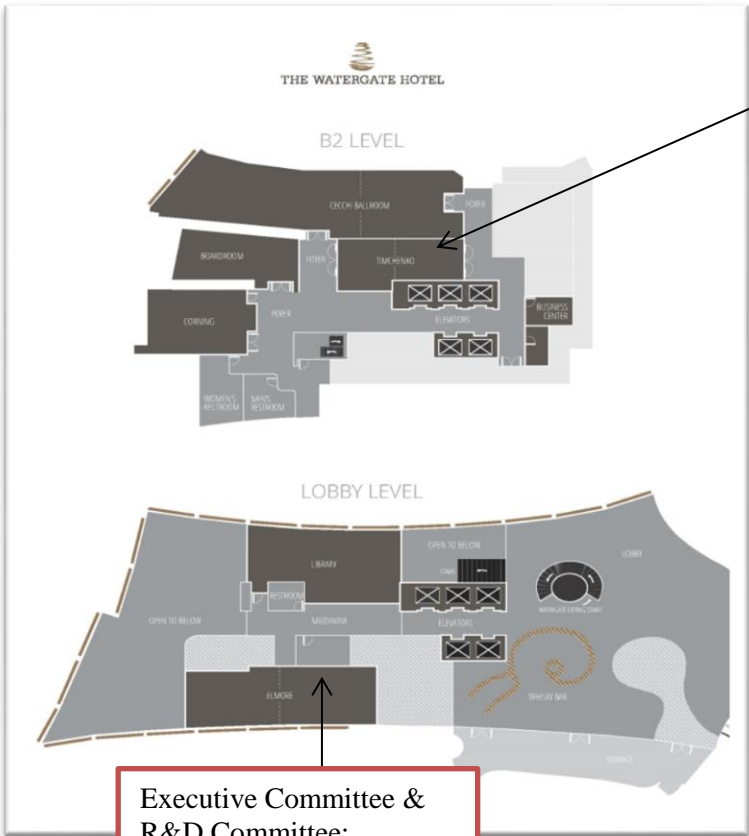 THE WATERGATE HOTEL
B2 LEVEL
CECCHI BALLROOM
FOYER
BOARDROOM
FOYER
TIMCHENKO
CORNING
FOYER
ELEVATORS
BUSINESS
CENTER
WOMEN'S
RESTROOM
MEN'S
RESTROOM
LOBBY LEVEL
OPEN TO BELOW
LOBBY
LIBRARY
STAIRS
RESTROOM
OPEN TO BELOW
MEZZANINE
ELEVATORS
WATERGATE EXITING STAIRS
ELMORE
WHISKY BAR
TERRACE
Executive Committee &
R&D Committee: